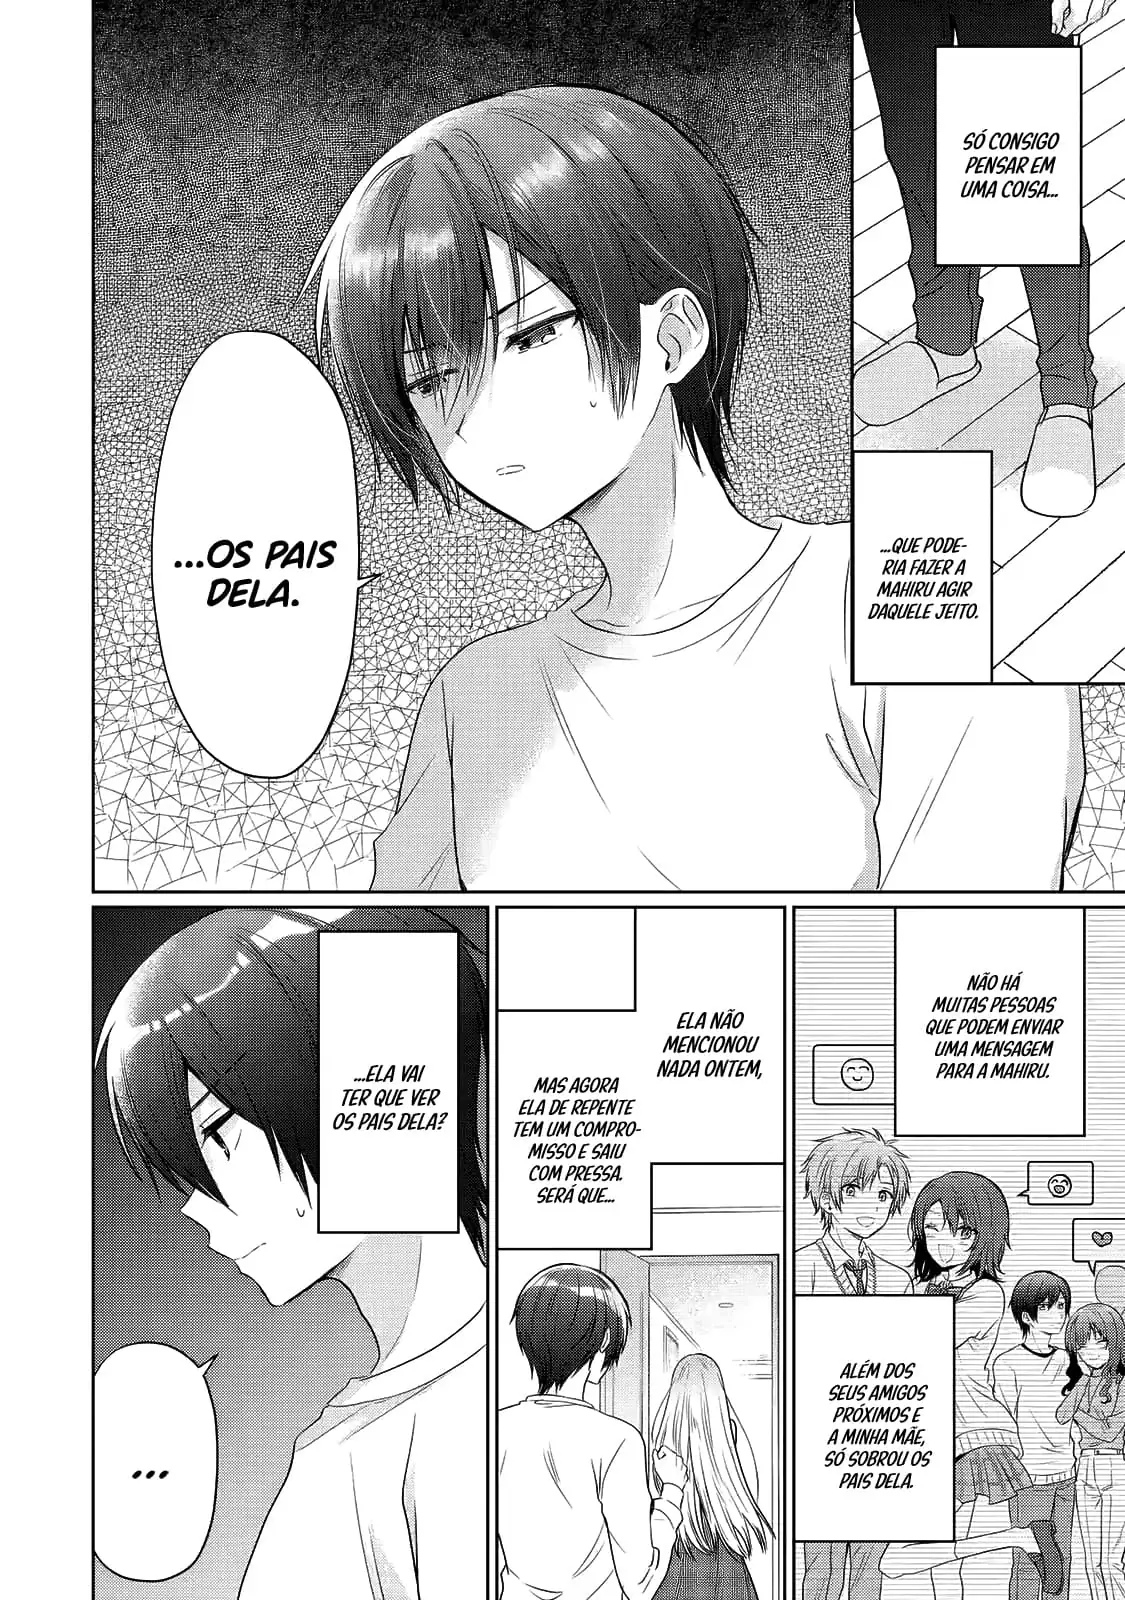 SÓ CONSIGO
PENSAR EM
UMA COISA...
...QUE PODE-
RIA FAZER A
MAHIRU AGIR
DAQUELE JEITO.
...OS PAIS
DELA.
NÃO HÁ
MUITAS PESSOAS
QUE PODEM ENVIAR
UMA MENSAGEM
PARA A MAHIRU.
ALÉM DOS
SEUS AMIGOS
PRÓXIMOS E
A MINHA MÃE,
SÓ SOBROU OS
PAIS DELA.
ELA NÃO
MENCIONOU
NADA ONTEM,
MAS AGORA
ELA DE REPENTE
TEM UM COMPRO-
MISSO E SAIU
COM PRESSA.
SERÁ QUE...
...ELA VAI
TER QUE VER
OS PAIS DELA?
...